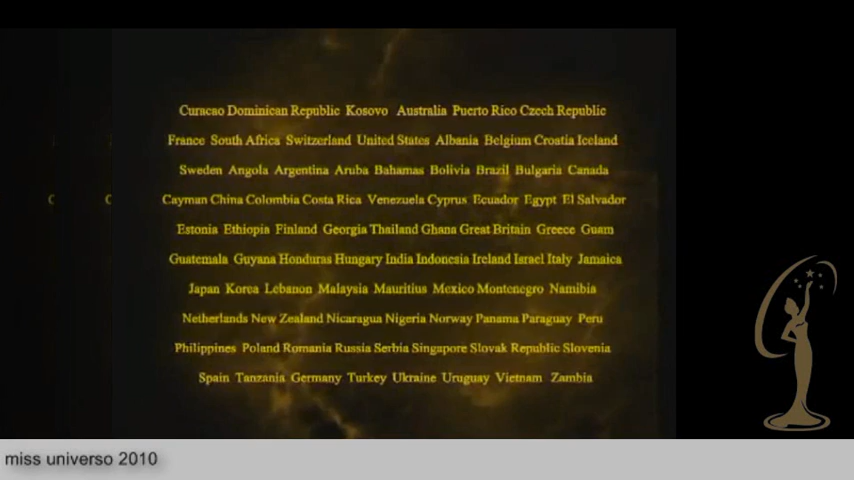 Curacao Dominican Republic Kosovo Australia Puerto Rico Czech Republic
France South Africa Switzerland United States Albania Belgium Croatia Iceland
Sweden Angola Argentina Aruba Bahamas Bolivia Brazil Bulgaria Canada
Cayman China Colombia Costa Rica Venezuela Cyprus Ecuador Egypt El Salvador
Estonia Ethiopia Finland Georgia Thailand Ghana Great Britain Greece Guam
Guatemala Guyana Honduras Hungary India Indonesia Ireland Israel Italy Jamaica
Japan Korea Lebanon Malaysia Mauritius Mexico Montenegro Namibia
Netherlands New Zealand Nicaragua Nigeria Norway Panama Paraguay Peru
Philippines Poland Romania Russia Serbia Singapore Slovak Republic Slovenia
Spain Tanzania Germany Turkey Ukraine Uruguay Vietnam Zambia
miss universo 2010